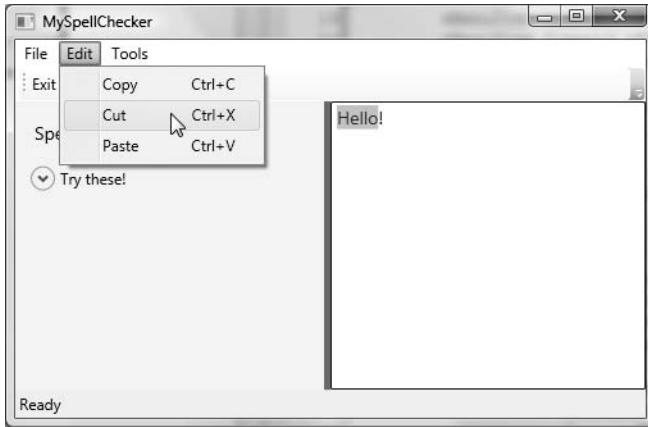 MySpellChecker
File Edit Tools
Exit
Copy Ctrl+C
Cut Ctrl+X
Paste Ctrl+V
Spe
Try these!
Hello!
Ready